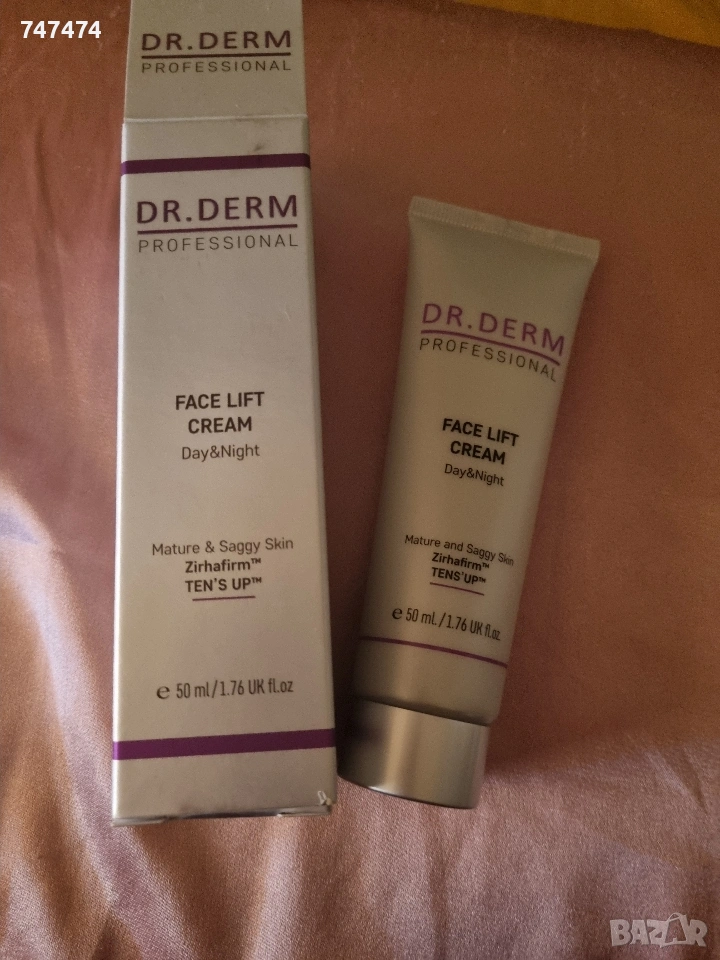 747474
DR.DERM
PROFESSIONAL
DR.DERM
PROFESSIONAL
FACE LIFT
CREAM
Day&Night
Mature & Saggy Skin
Zirhafirm™
TEN'S UP™
e 50 ml/1.76 UK fl.oz
DR.DERM
PROFESSIONAL
FACE LIFT
CREAM
Day&Night
Mature and Saggy Skin
Zirhafirm™
TENS'UP™
e 50 mL/1.76 UK fl.oz.
BAZAR